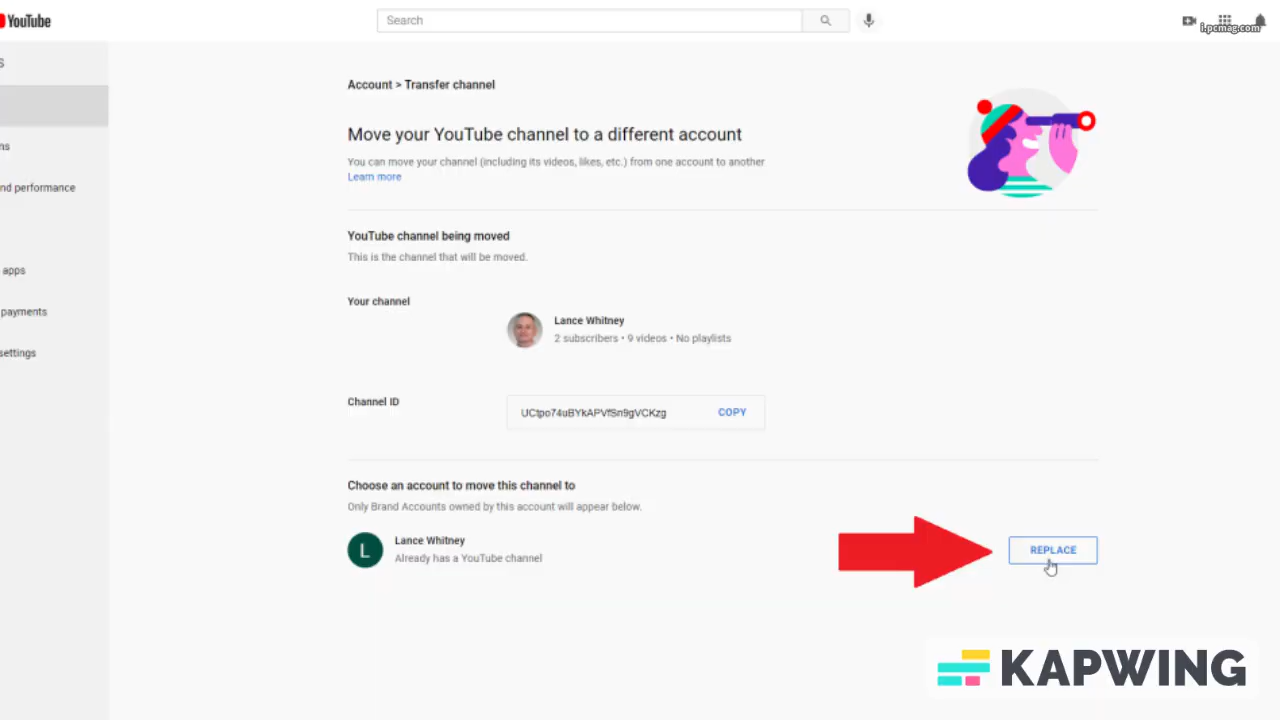 YouTube
Search
i.pcmag.com
S
ns
nd performance
apps
payments
settings
Account > Transfer channel
Move your YouTube channel to a different account
You can move your channel (including its videos, likes, etc.) from one account to another
Learn more
YouTube channel being moved
This is the channel that will be moved.
Your channel
Lance Whitney
2 subscribers • 9 videos • No playlists
Channel ID
UCtpo74uBYkAPVfSn9gVCKzg COPY
Choose an account to move this channel to
Only Brand Accounts owned by this account will appear below.
L
Lance Whitney
Already has a YouTube channel
REPLACE
KAPWING